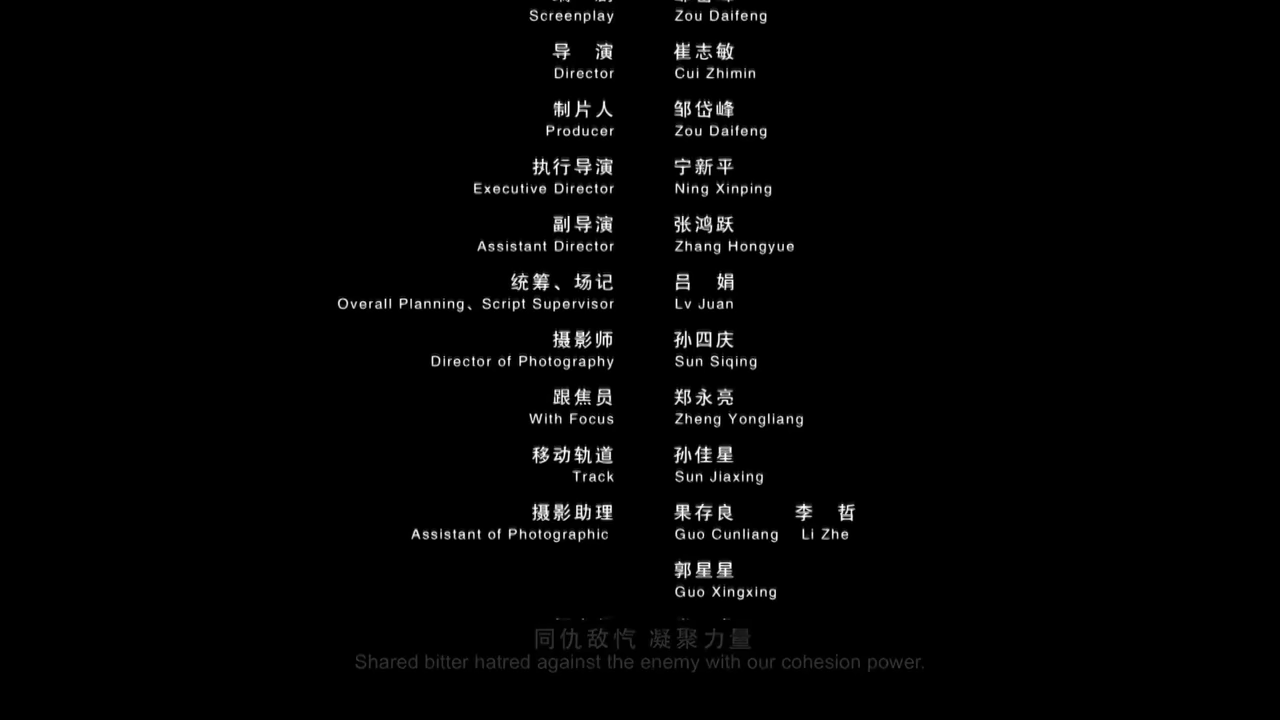 Screenplay Zou Daifeng
导 演 崔志敏
Director Cui Zhimin
制片人 邹岱峰
Producer Zou Daifeng
执行导演 宁新平
Executive Director Ning Xinping
副导演 张鸿跃
Assistant Director Zhang Hongyue
统筹、场记 吕 娟
Overall Planning、Script Supervisor Lv Juan
摄影师 孙四庆
Director of Photography Sun Siqing
跟焦员 郑永亮
With Focus Zheng Yongliang
移动轨道 孙佳星
Track Sun Jiaxing
摄影助理 果存良 李 哲
Assistant of Photographic Guo Cunliang Li Zhe
郭星星
Guo Xingxing
同仇敌忾 凝聚力量
Shared bitter hatred against the enemy with our cohesion power.